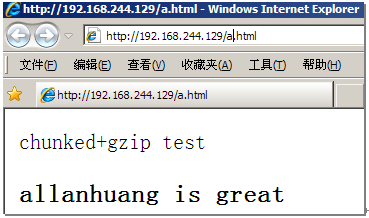 http://192.168.244.129/a.html - Windows Internet Explorer
http://192.168.244.129/a.html
文件(F) 编辑(E) 查看(V) 收藏夹(A) 工具(T) 帮助(H)
http://192.168.244.129/a.html
chunked+gzip test
allanhuang is great